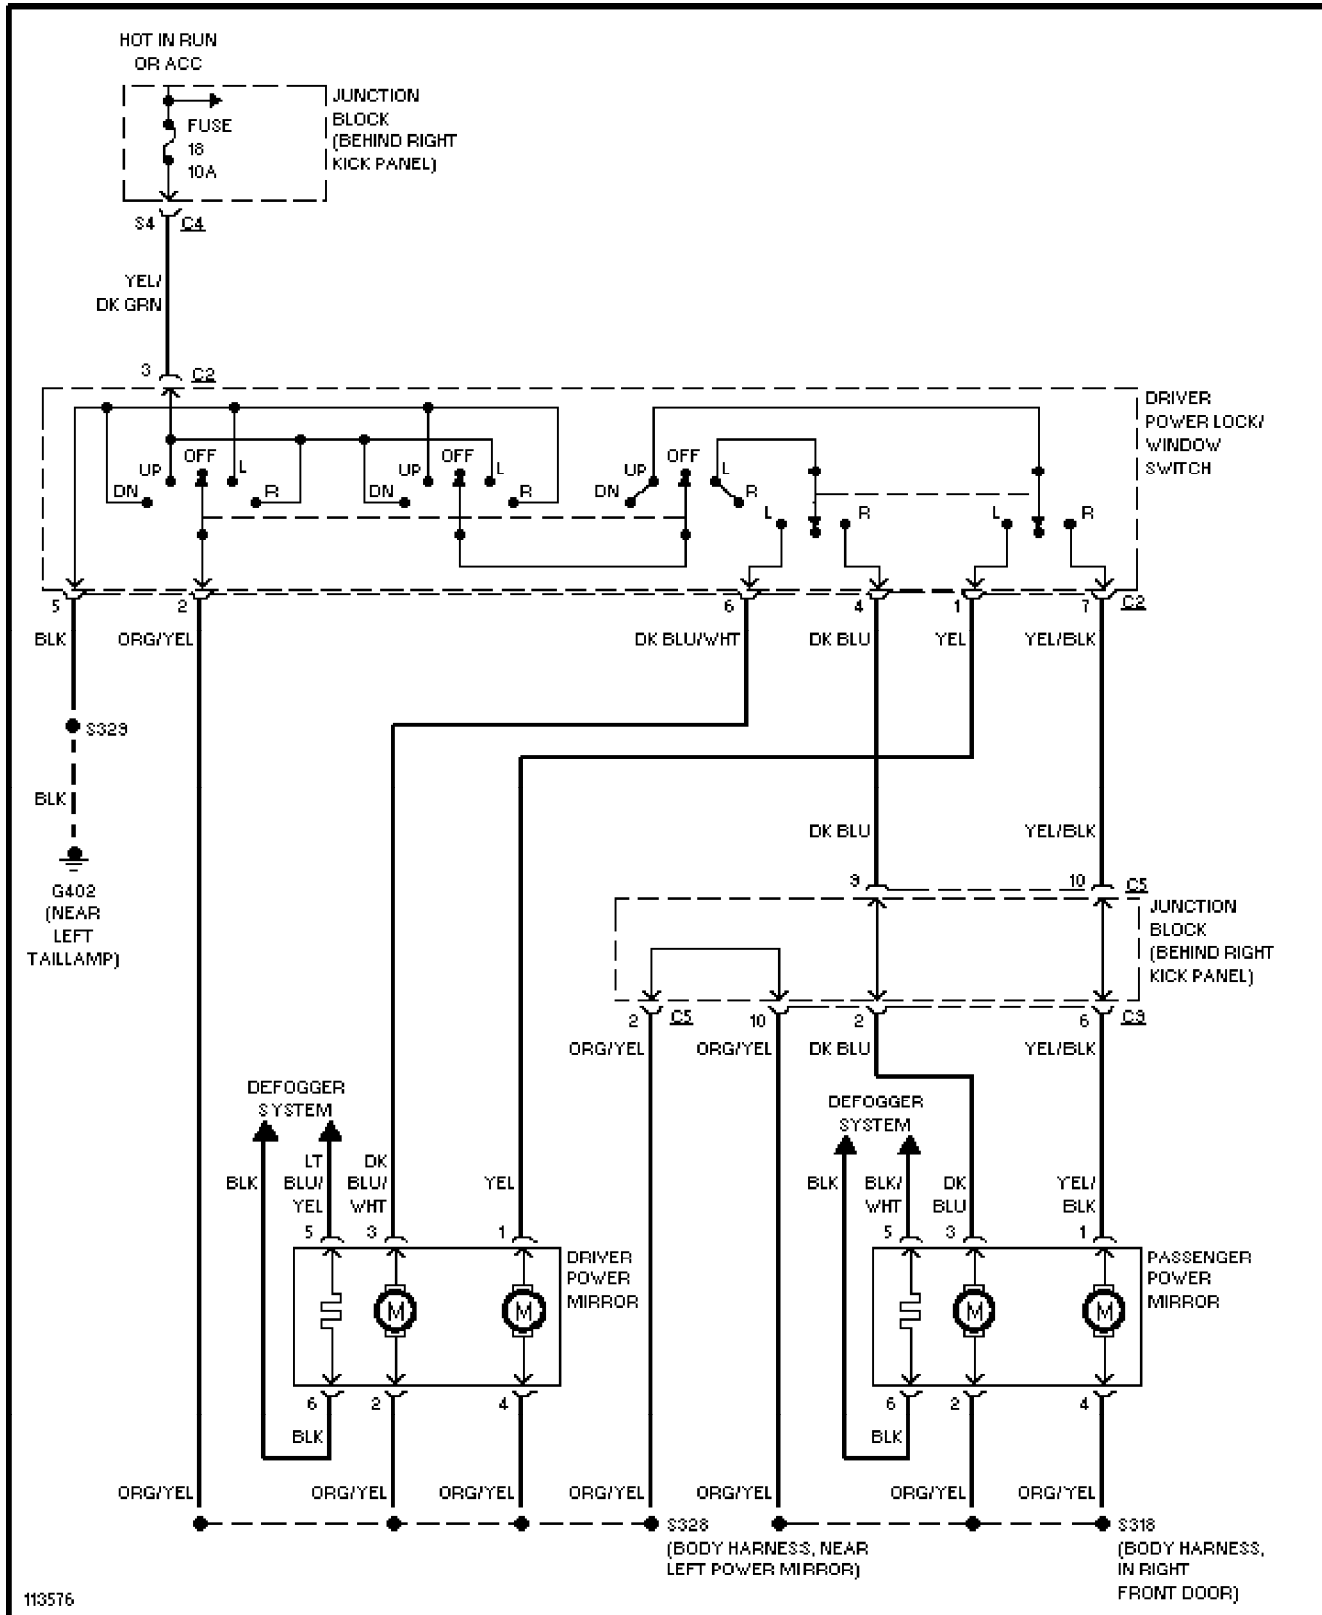 HOT IN RUN
OR ACC
JUNCTION
BLOCK
(BEHIND RIGHT
KICK PANEL)
FUSE
18
10A
S4 C4
YEL/
DK GRN
3 C2
DRIVER
POWER LOCK/
WINDOW
SWITCH
UP OFF L
DN R
UP OFF L
DN R
UP OFF L
DN R
L R L R
5 2 6 4 1 7 C2
BLK ORG/YEL DK BLU/WHT DK BLU YEL YEL/BLK
S329
BLK
G402
(NEAR
LEFT
TAILLAMP)
DK BLU YEL/BLK
9 10 C5
JUNCTION
BLOCK
(BEHIND RIGHT
KICK PANEL)
2 C5 10 2 6 C9
ORG/YEL ORG/YEL DK BLU YEL/BLK
DEFOGGER
SYSTEM
DEFOGGER
SYSTEM
BLK
LT
BLU/
YEL
DK
BLU/
WHT
YEL
BLK
BLK/
WHT
DK
BLU
YEL/
BLK
5 3 1
5 3 1
DRIVER
POWER
MIRROR
PASSENGER
POWER
MIRROR
M M
M M
6 2 4
6 2 4
BLK
BLK
ORG/YEL ORG/YEL ORG/YEL ORG/YEL ORG/YEL ORG/YEL ORG/YEL
S328
(BODY HARNESS, NEAR
LEFT POWER MIRROR)
S318
(BODY HARNESS,
IN RIGHT
FRONT DOOR)
113576